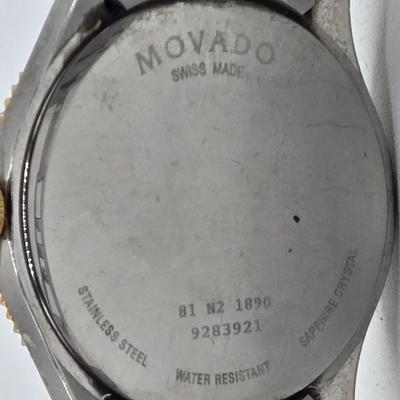 MOVADO
SWISS MADE
81 N2 1890
9283921
STAINLESS STEEL
WATER RESISTANT
SAPPHIRE CRYSTAL